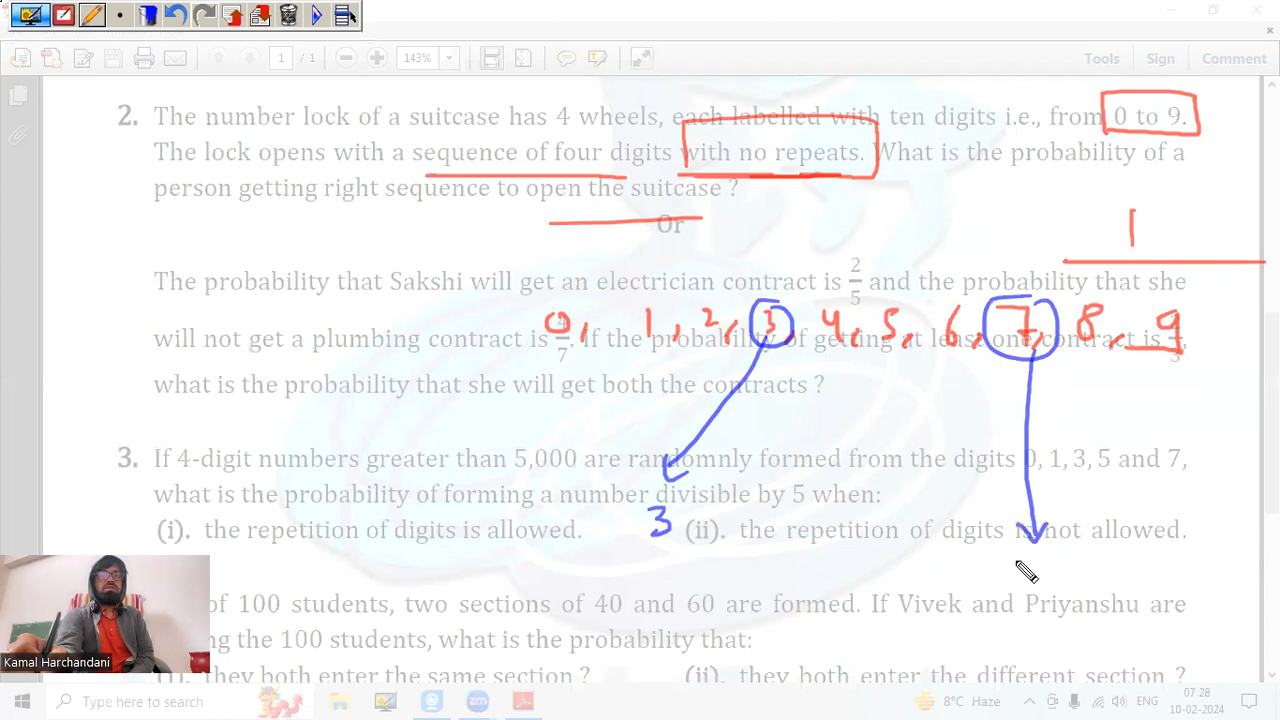 1 / 1
143%
Tools
Sign
Comment
2. The number lock of a suitcase has 4 wheels, each labelled with ten digits i.e., from 0 to 9.
The lock opens with a sequence of four digits with no repeats. What is the probability of a
person getting right sequence to open the suitcase ?
1
Or
The probability that Sakshi will get an electrician contract is 2/5 and the probability that she
0, 1, 2, 3 4, 5, 6, 7, 8, 9
will not get a plumbing contract is 4/7. If the probability of getting at least one contract is
what is the probability that she will get both the contracts ?
3. If 4-digit numbers greater than 5,000 are randomnly formed from the digits 0, 1, 3, 5 and 7,
what is the probability of forming a number divisible by 5 when:
3
(i). the repetition of digits is allowed. (ii). the repetition of digits is not allowed.
of 100 students, two sections of 40 and 60 are formed. If Vivek and Priyanshu are
the 100 students, what is the probability that:
they both enter the same section ? (ii). they both enter the different section ?
Kamal Harchandani
Type here to search
8°C Haze
ENG
07:28
10-02-2024